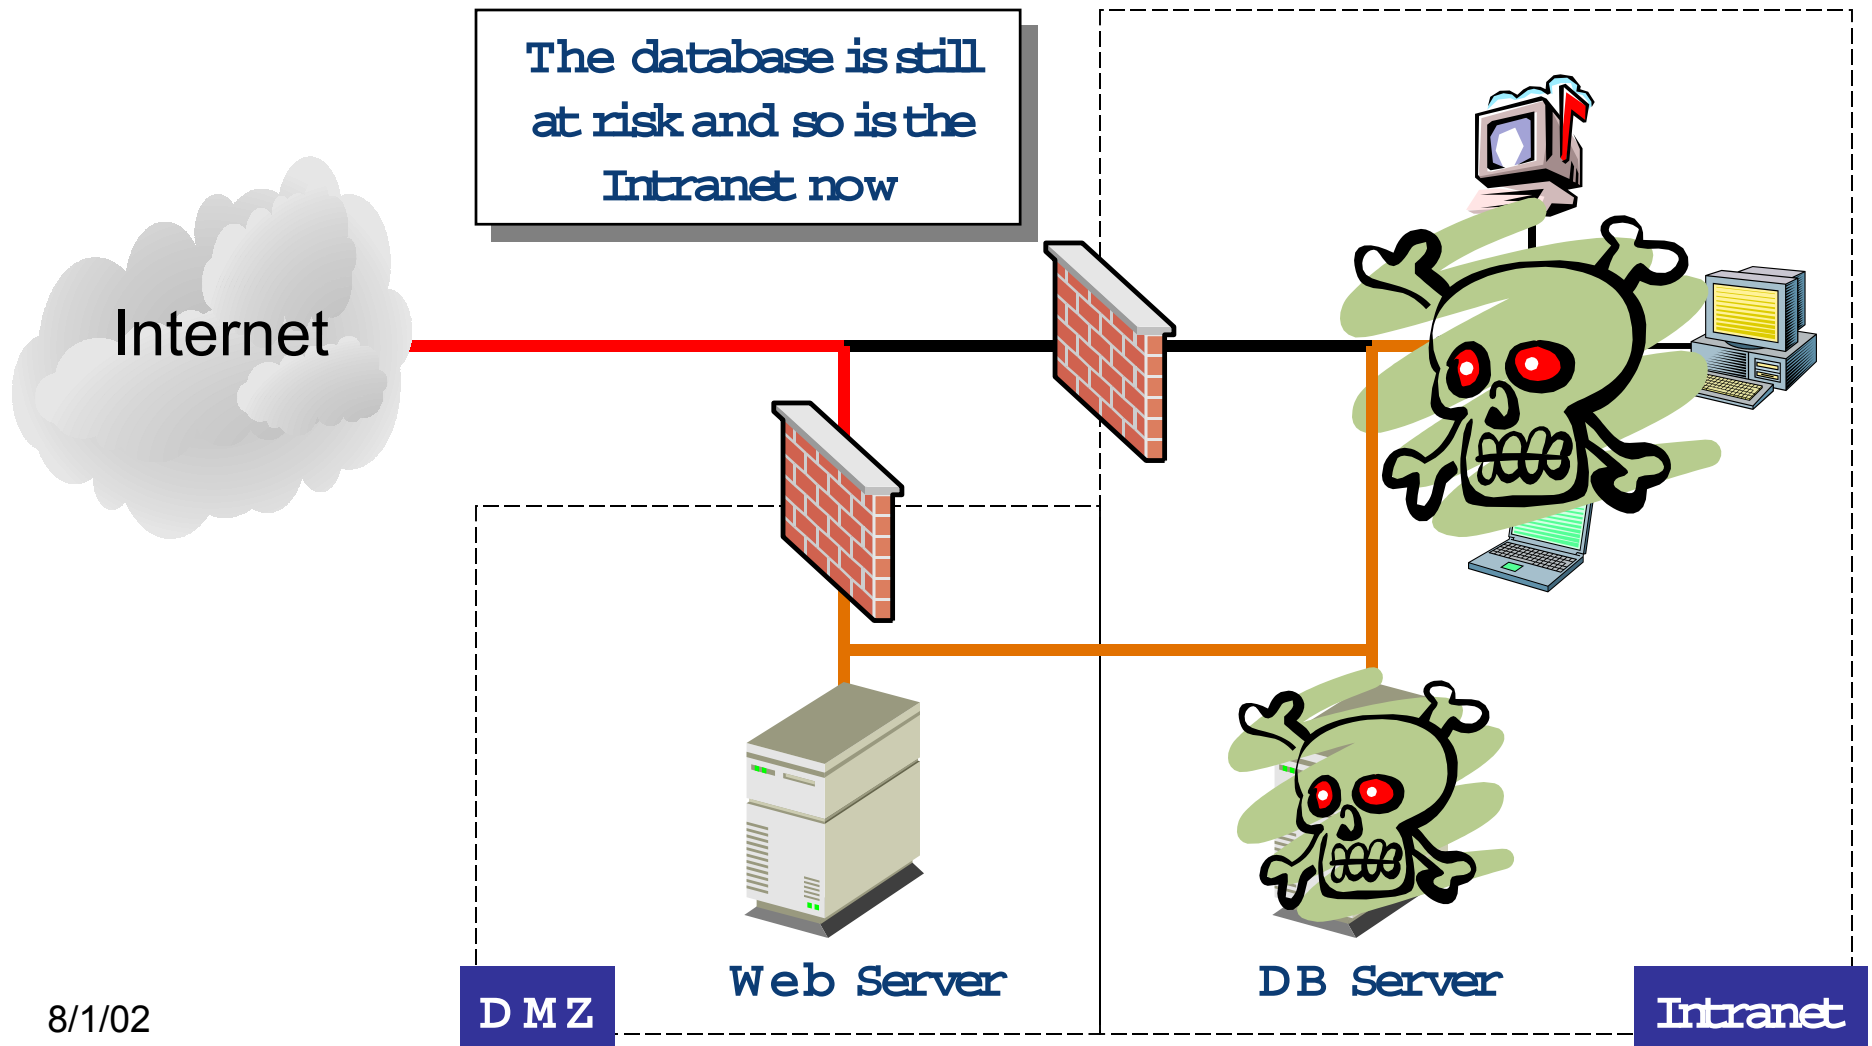 The database is still
at risk and so is the
Intranet now
Internet
Web Server
DB Server
DMZ
Intranet
8/1/02